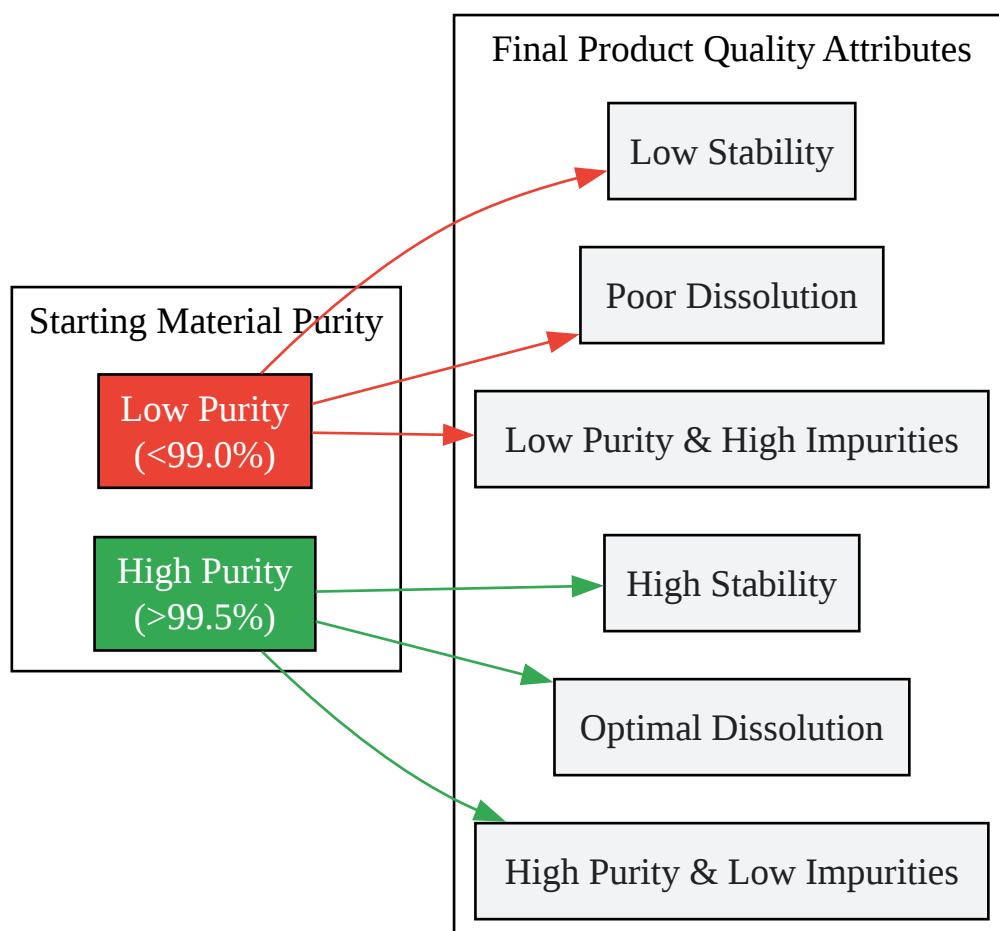 Final Product Quality Attributes
Low Stability
Poor Dissolution
Starting Material Purity
Low Purity
(<99.0%)
Low Purity & High Impurities
High Purity
(>99.5%)
High Stability
Optimal Dissolution
High Purity & Low Impurities